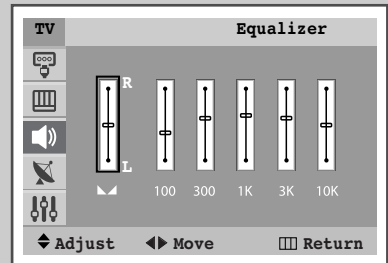 TV Equalizer
R
L
100 300 1K 3K 10K
Adjust Move Return